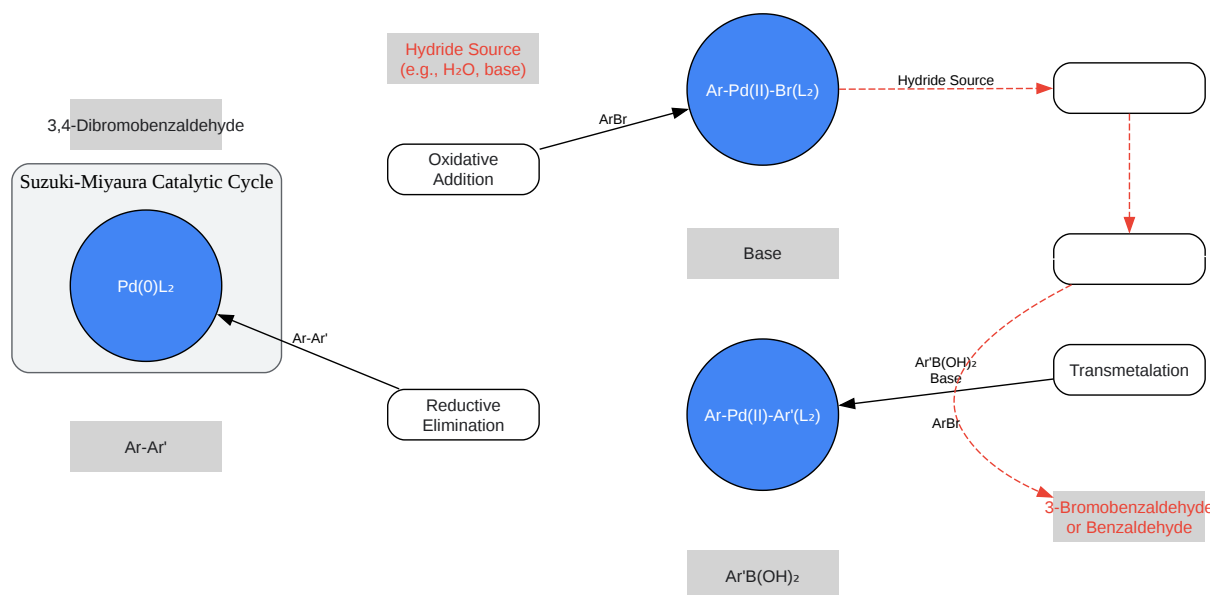 Hydride Source
(e.g., H₂O, base)
3,4-Dibromobenzaldehyde
Suzuki-Miyaura Catalytic Cycle
Pd(0)L₂
Ar-Ar'
Oxidative
Addition
ArBr
Ar-Pd(II)-Br(L₂)
Hydride Source
Base
Ar-Ar'
Reductive
Elimination
Ar'B(OH)₂
Base
Transmetalation
Ar-Pd(II)-Ar'(L₂)
ArBr
3-Bromobenzaldehyde
or Benzaldehyde
Ar'B(OH)₂